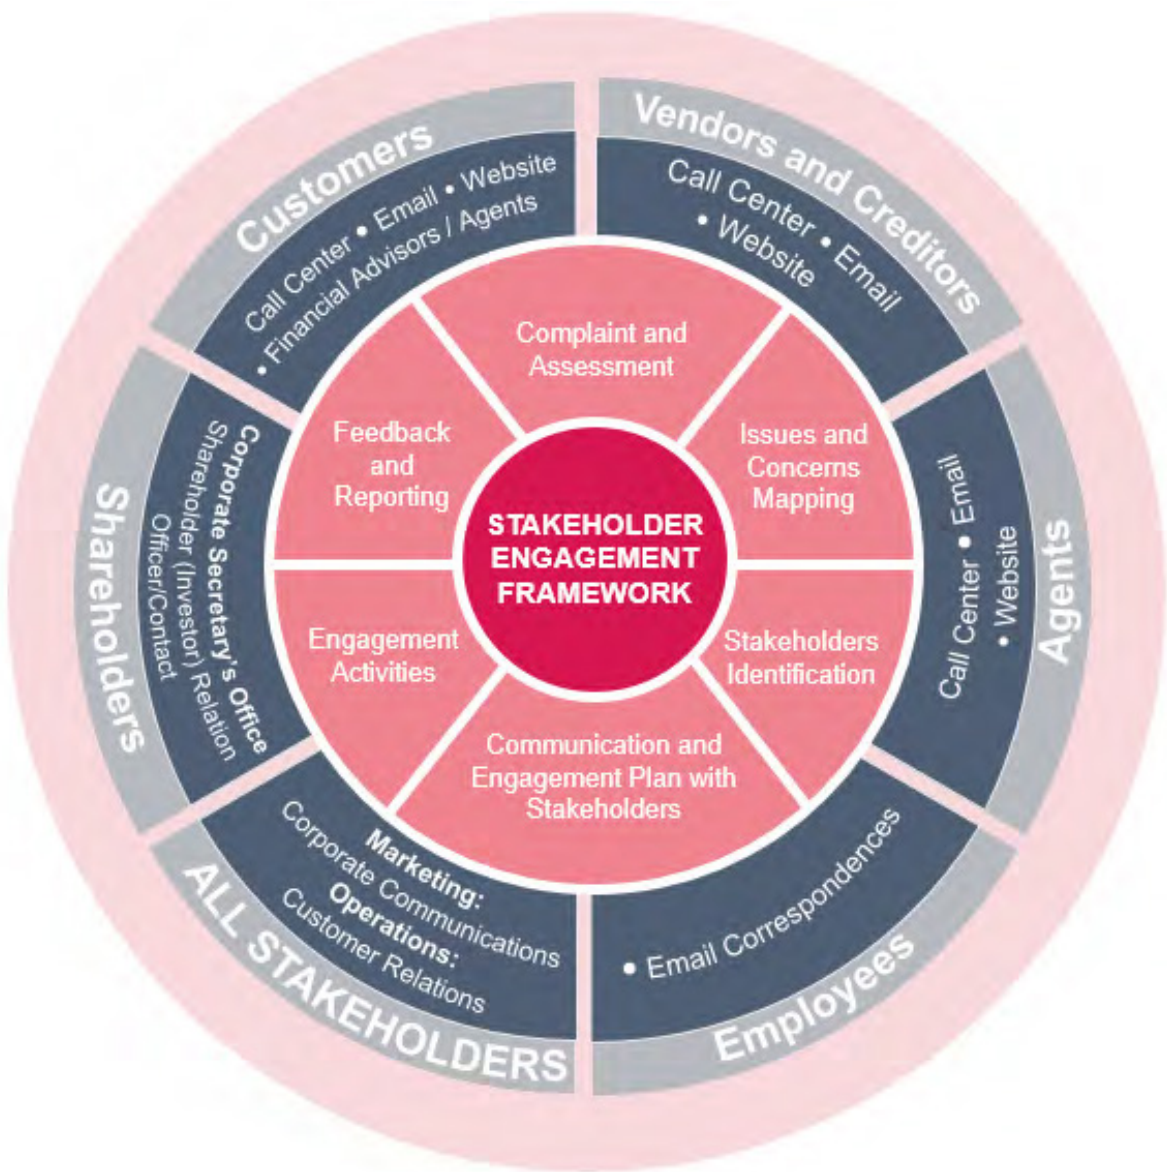 Customers
Call Center • Email • Website
• Financial Advisors / Agents
Vendors and Creditors
Call Center • Email
• Website
Agents
Call Center • Email
• Website
Employees
• Email Correspondences
ALL STAKEHOLDERS
Marketing:
Corporate Communications
Operations:
Customer Relations
Shareholders
Corporate Secretary's Office
Shareholder (Investor) Relation
Officer/Contact
Complaint and
Assessment
Issues and
Concerns
Mapping
Stakeholders
Identification
Communication and
Engagement Plan with
Stakeholders
Engagement
Activities
Feedback
and
Reporting
STAKEHOLDER
ENGAGEMENT
FRAMEWORK